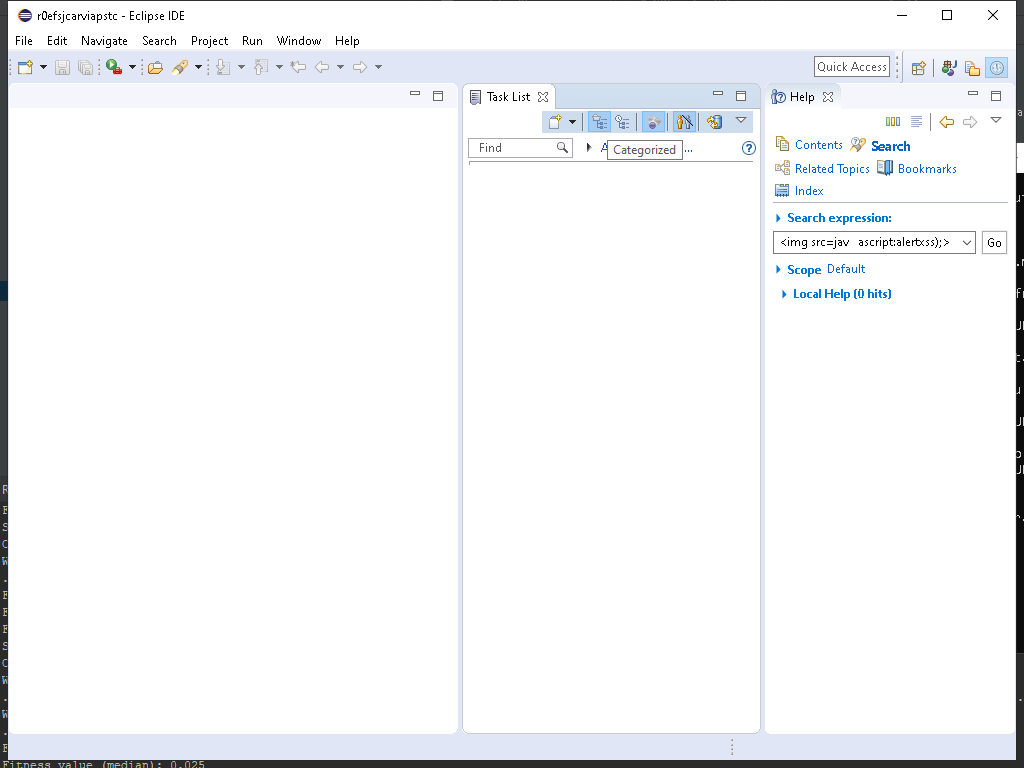 r0efsjcarviapstc - Eclipse IDE
File Edit Navigate Search Project Run Window Help
Quick Access
Task List
Help
Find
Categorized
...
Contents Search
Related Topics Bookmarks
Index
Search expression:
<img src=jav   ascript:alertxss);> Go
Scope Default
Local Help (0 hits)
Fitness value (median): 0.025